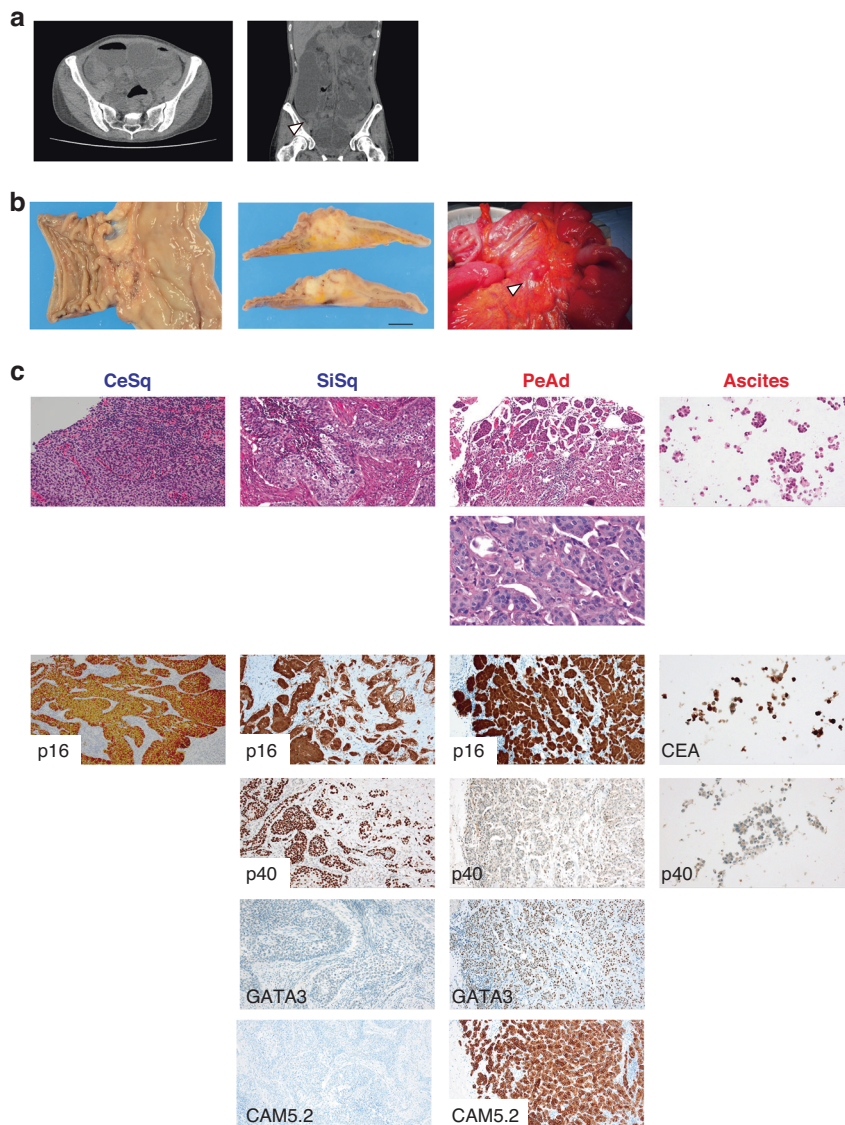 a
b
c
CeSq SiSq PeAd Ascites
p16 p16 p16 CEA
p40 p40 p40
GATA3 GATA3
CAM5.2 CAM5.2